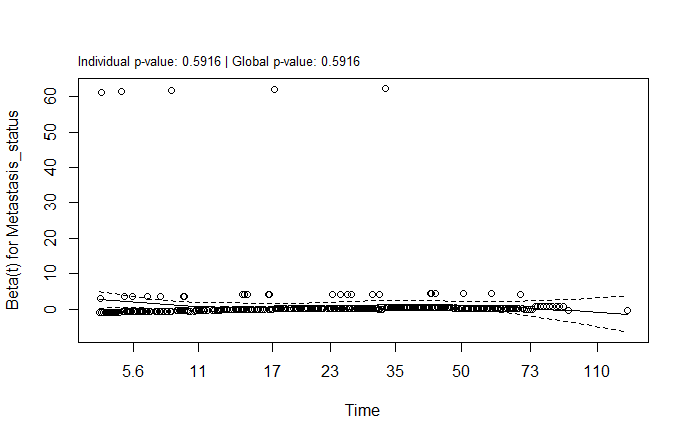 Individual p-value: 0.5916 | Global p-value: 0.5916
Beta(t) for Metastasis_status
60
50
40
30
20
10
0
5.6 11 17 23 35 50 73 110
Time